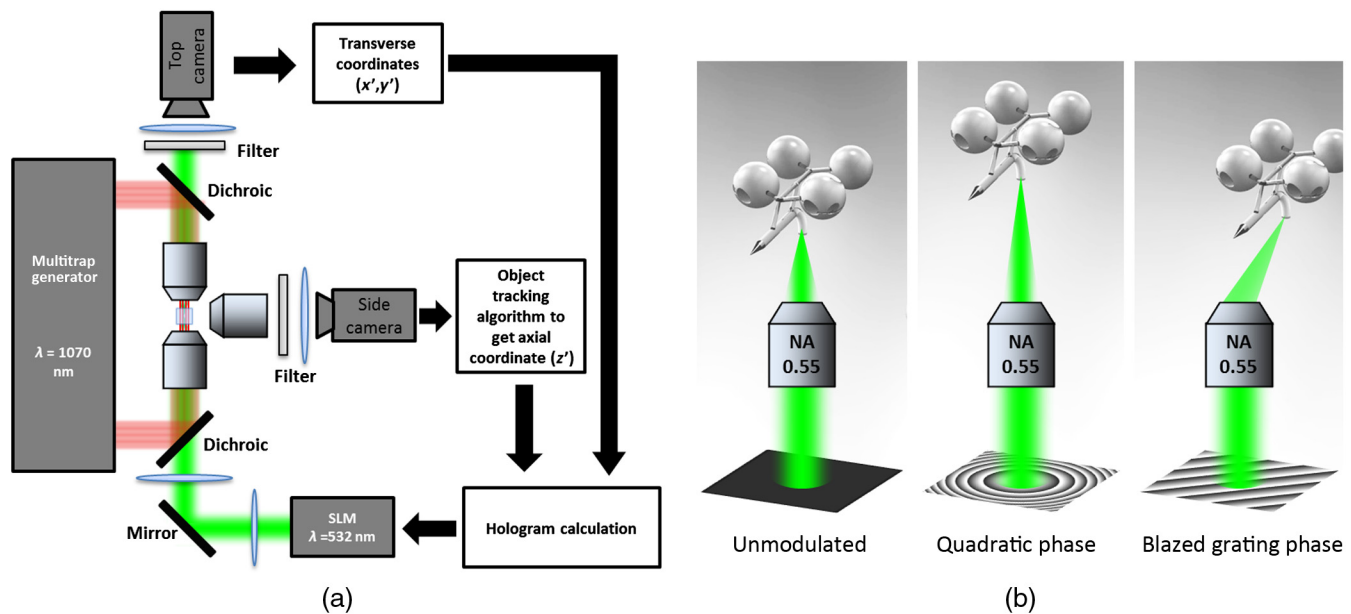 Top
camera
Transverse
coordinates
(x',y')
Filter
Dichroic
Multitrap
generator
λ = 1070
nm
Side
camera
Filter
Object
tracking
algorithm to
get axial
coordinate (z')
Dichroic
Mirror
SLM
λ =532 nm
Hologram calculation
(a)
NA
0.55
Unmodulated
NA
0.55
Quadratic phase
NA
0.55
Blazed grating phase
(b)